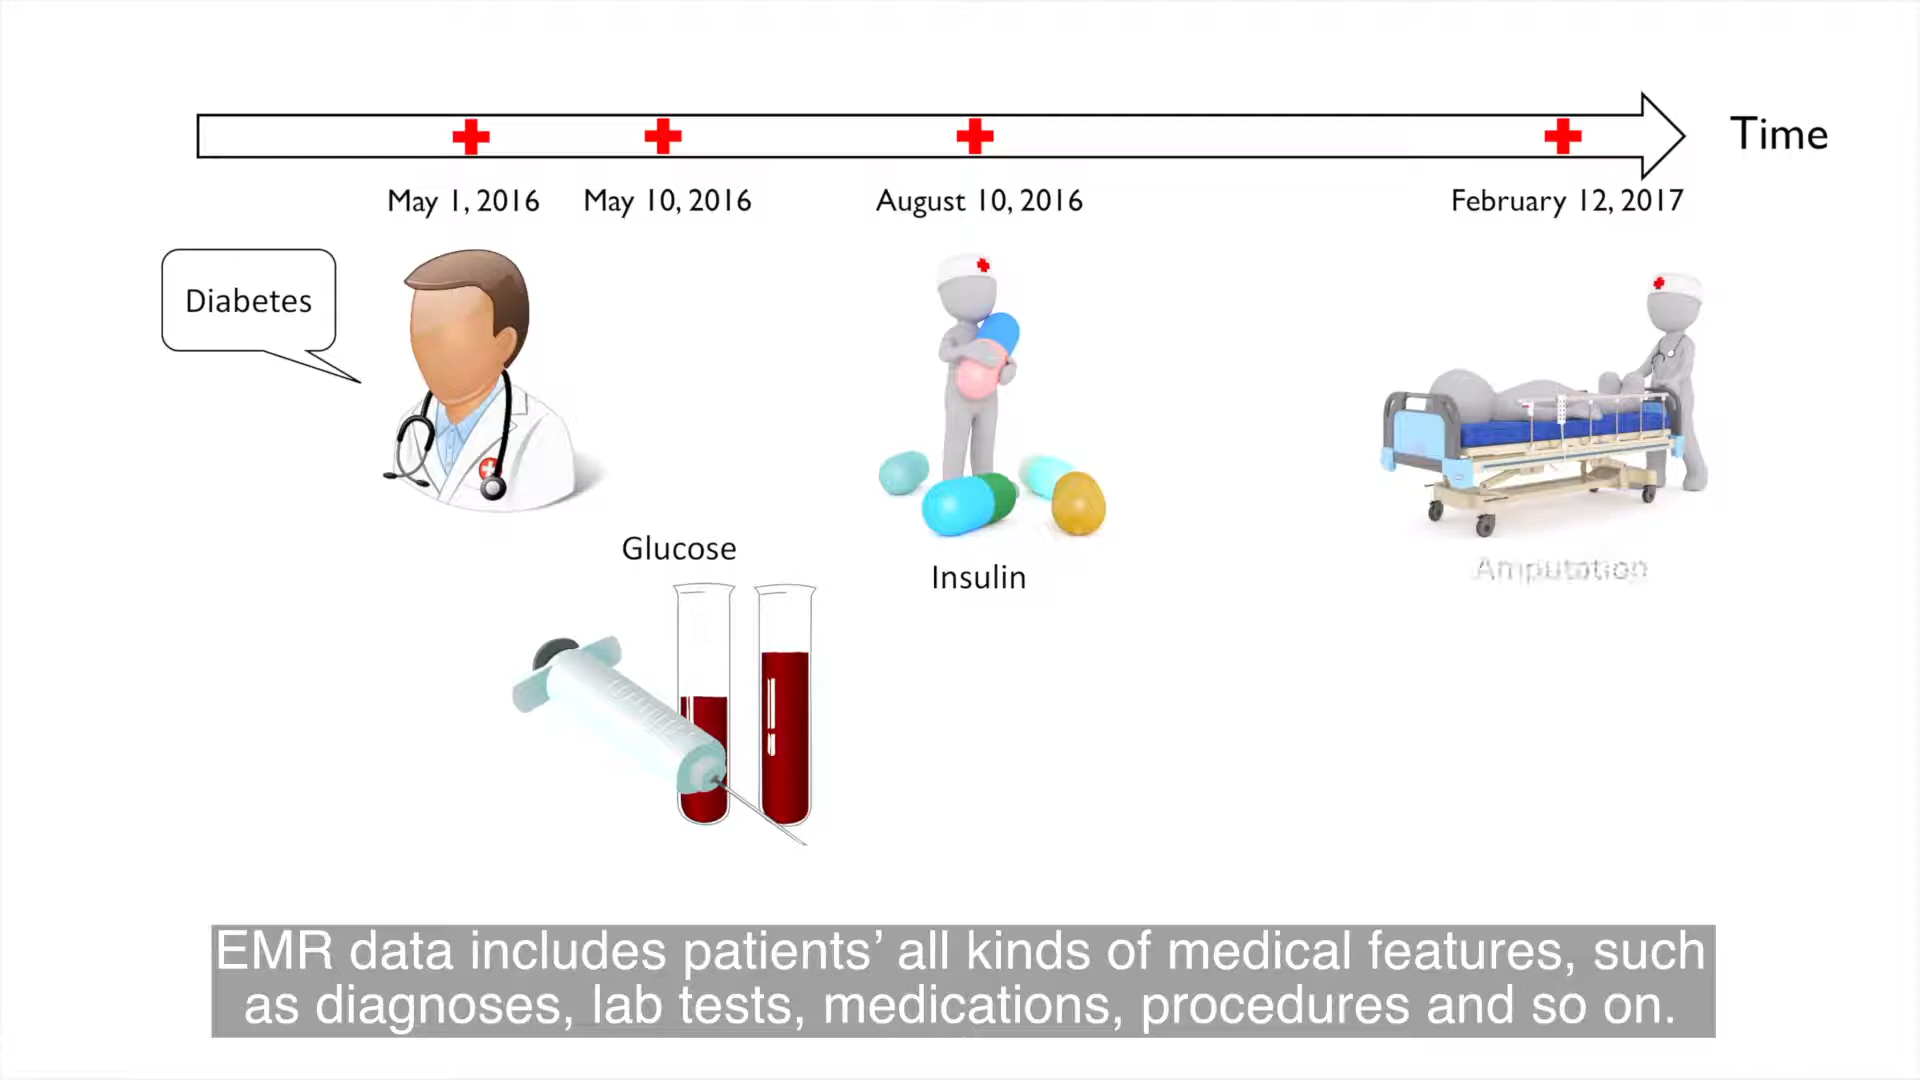 Time
May 1, 2016
May 10, 2016
August 10, 2016
February 12, 2017
Diabetes
Glucose
Insulin
Amputation
EMR data includes patients’ all kinds of medical features, such
as diagnoses, lab tests, medications, procedures and so on.